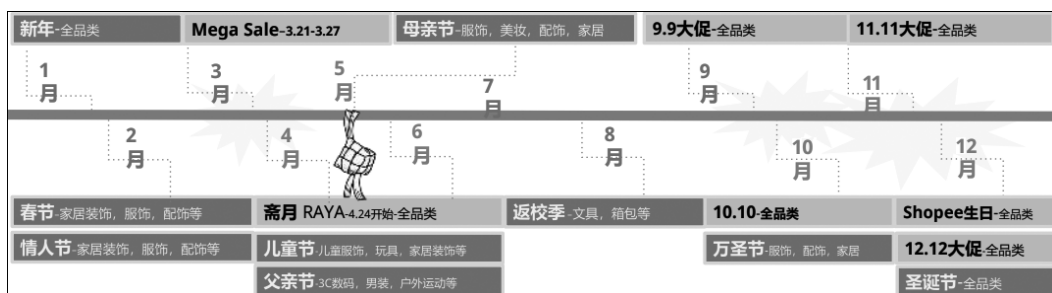 新年-全品类
Mega Sale–3.21-3.27
母亲节-服饰，美妆，配饰，家居
9.9大促-全品类
11.11大促-全品类
1月
3月
5月
7月
9月
11月
2月
4月
6月
8月
10月
12月
春节-家居装饰，服饰，配饰等
斋月 RAYA-4.24开始-全品类
返校季-文具，箱包等
10.10-全品类
Shopee生日-全品类
情人节-家居装饰，服饰，配饰等
儿童节-儿童服饰，玩具，家居装饰等
万圣节-服饰，配饰，家居
12.12大促-全品类
父亲节-3C数码，男装，户外运动等
圣诞节-全品类